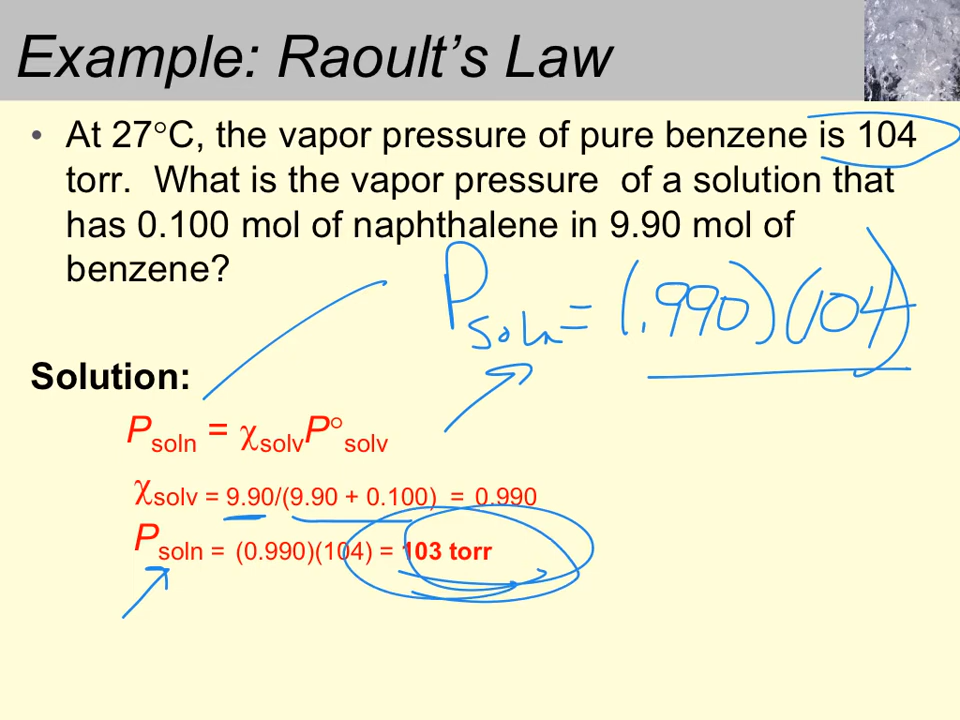 Example: Raoult's Law
• At 27°C, the vapor pressure of pure benzene is 104
torr. What is the vapor pressure of a solution that
has 0.100 mol of naphthalene in 9.90 mol of
benzene?
P soln = (.990)(104)
Solution:
Psoln = χsolvP°solv
χsolv = 9.90/(9.90 + 0.100) = 0.990
Psoln = (0.990)(104) = 103 torr